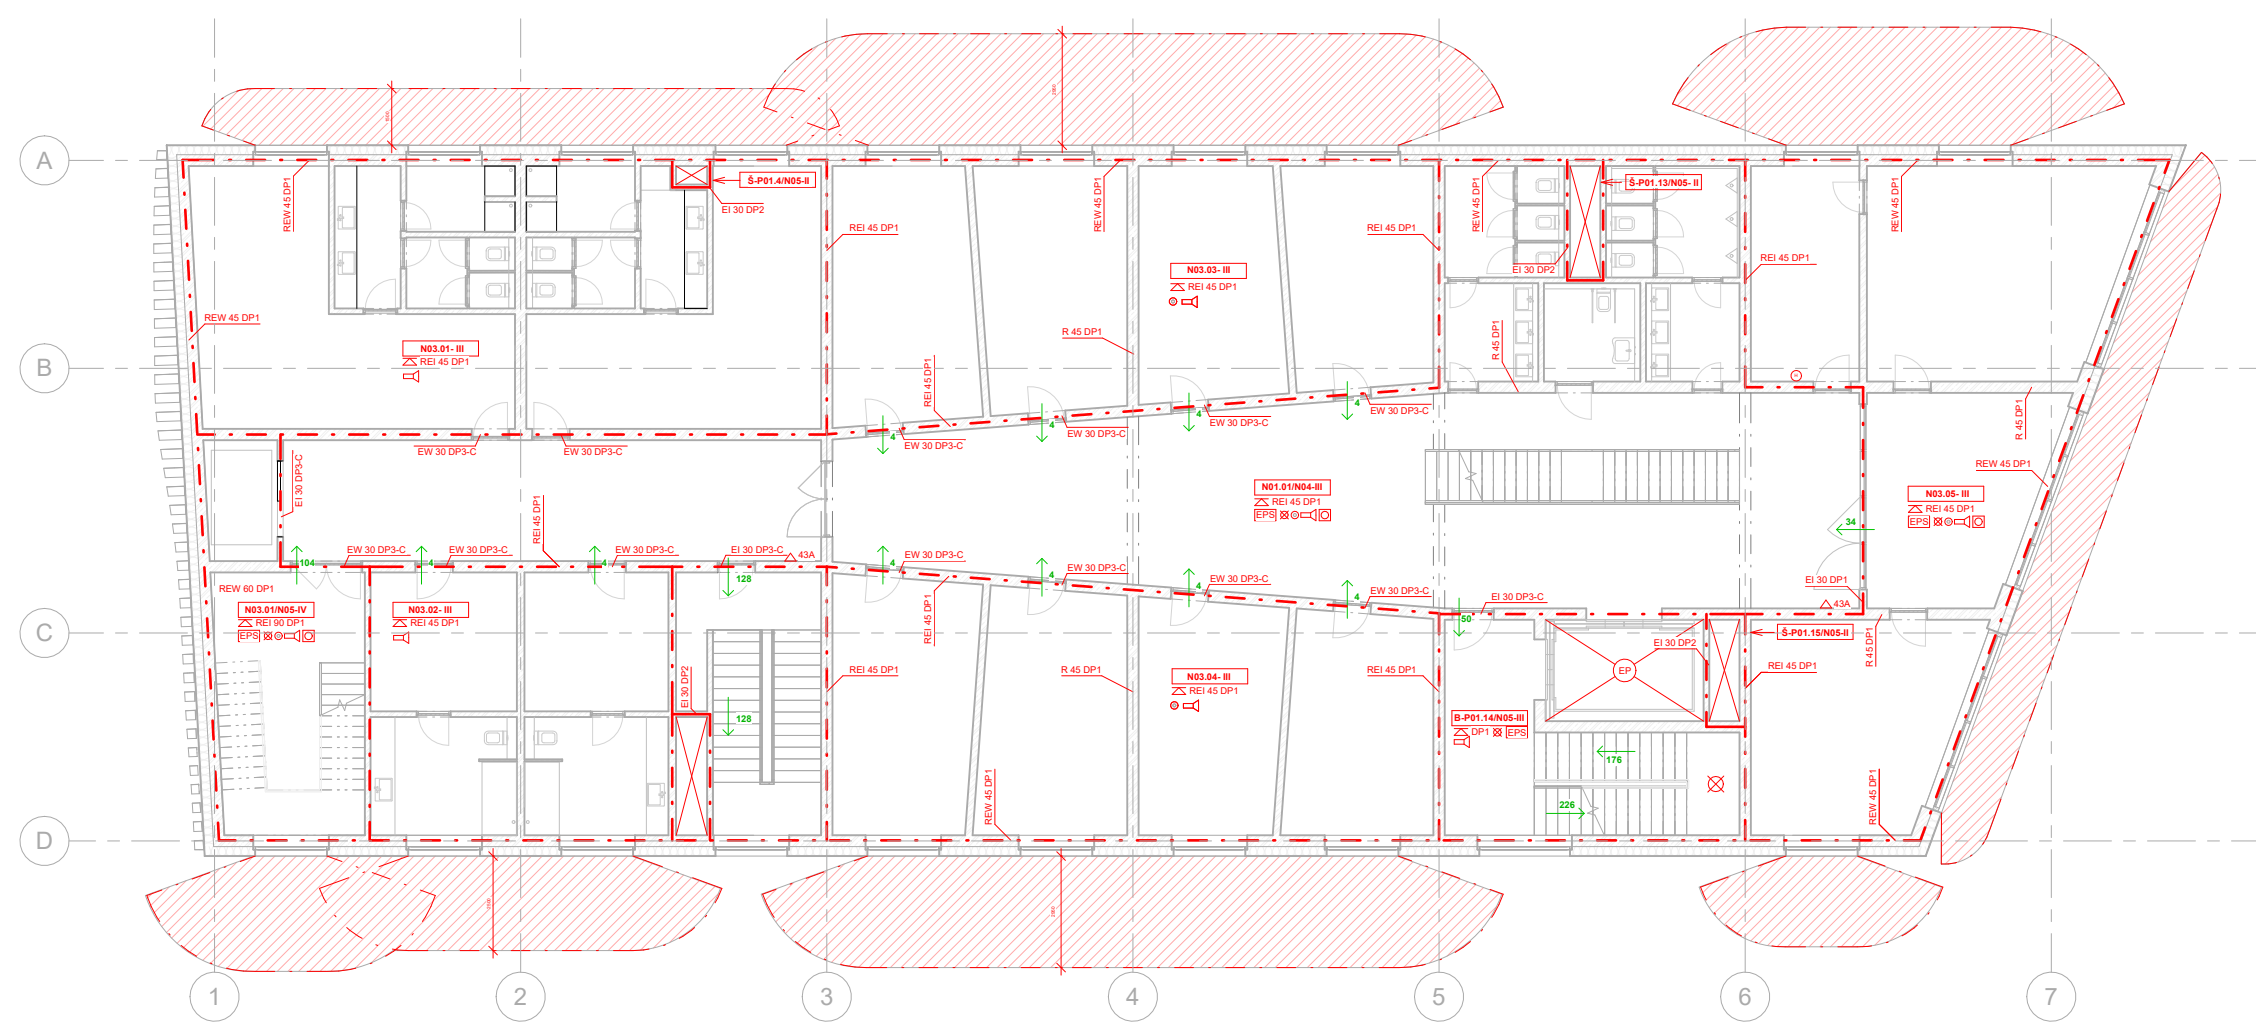 A
B
C
D
1
2
3
4
5
6
7
REW 45 DP1
Š-P01.4/N05-II
EI 30 DP2
REI 45 DP1
REW 45 DP1
N03.03- III
REI 45 DP1
REI 45 DP1
REW 45 DP1
Š-P01.13/N05- II
EI 30 DP2
REI 45 DP1
REW 45 DP1
REW 45 DP1
N03.01- III
REI 45 DP1
REI 45 DP1
R 45 DP1
R 45 DP1
R 45 DP1
EW 30 DP3-C
EW 30 DP3-C
EW 30 DP3-C
EW 30 DP3-C
EW 30 DP3-C
EW 30 DP3-C
4
4
4
4
EI 30 DP3-C
REI 45 DP1
N01.01/N04-III
REI 45 DP1
EPS
REW 45 DP1
N03.05- III
REI 45 DP1
EPS
34
EW 30 DP3-C
EW 30 DP3-C
EW 30 DP3-C
EI 30 DP3-C
43A
104
4
4
128
EW 30 DP3-C
EW 30 DP3-C
EW 30 DP3-C
EW 30 DP3-C
4
4
4
4
EI 30 DP1
43A
REW 60 DP1
N03.01/N05-IV
REI 90 DP1
EPS
N03.02- III
REI 45 DP1
REI 45 DP1
EI 30 DP3-C
50
EP
EI 30 DP2
Š-P01.15/N05-II
R 45 DP1
REI 45 DP1
EI 30 DP2
128
REI 45 DP1
R 45 DP1
N03.04- III
REI 45 DP1
REI 45 DP1
B-P01.14/N05-III
DP1
EPS
176
226
REW 45 DP1
REW 45 DP1